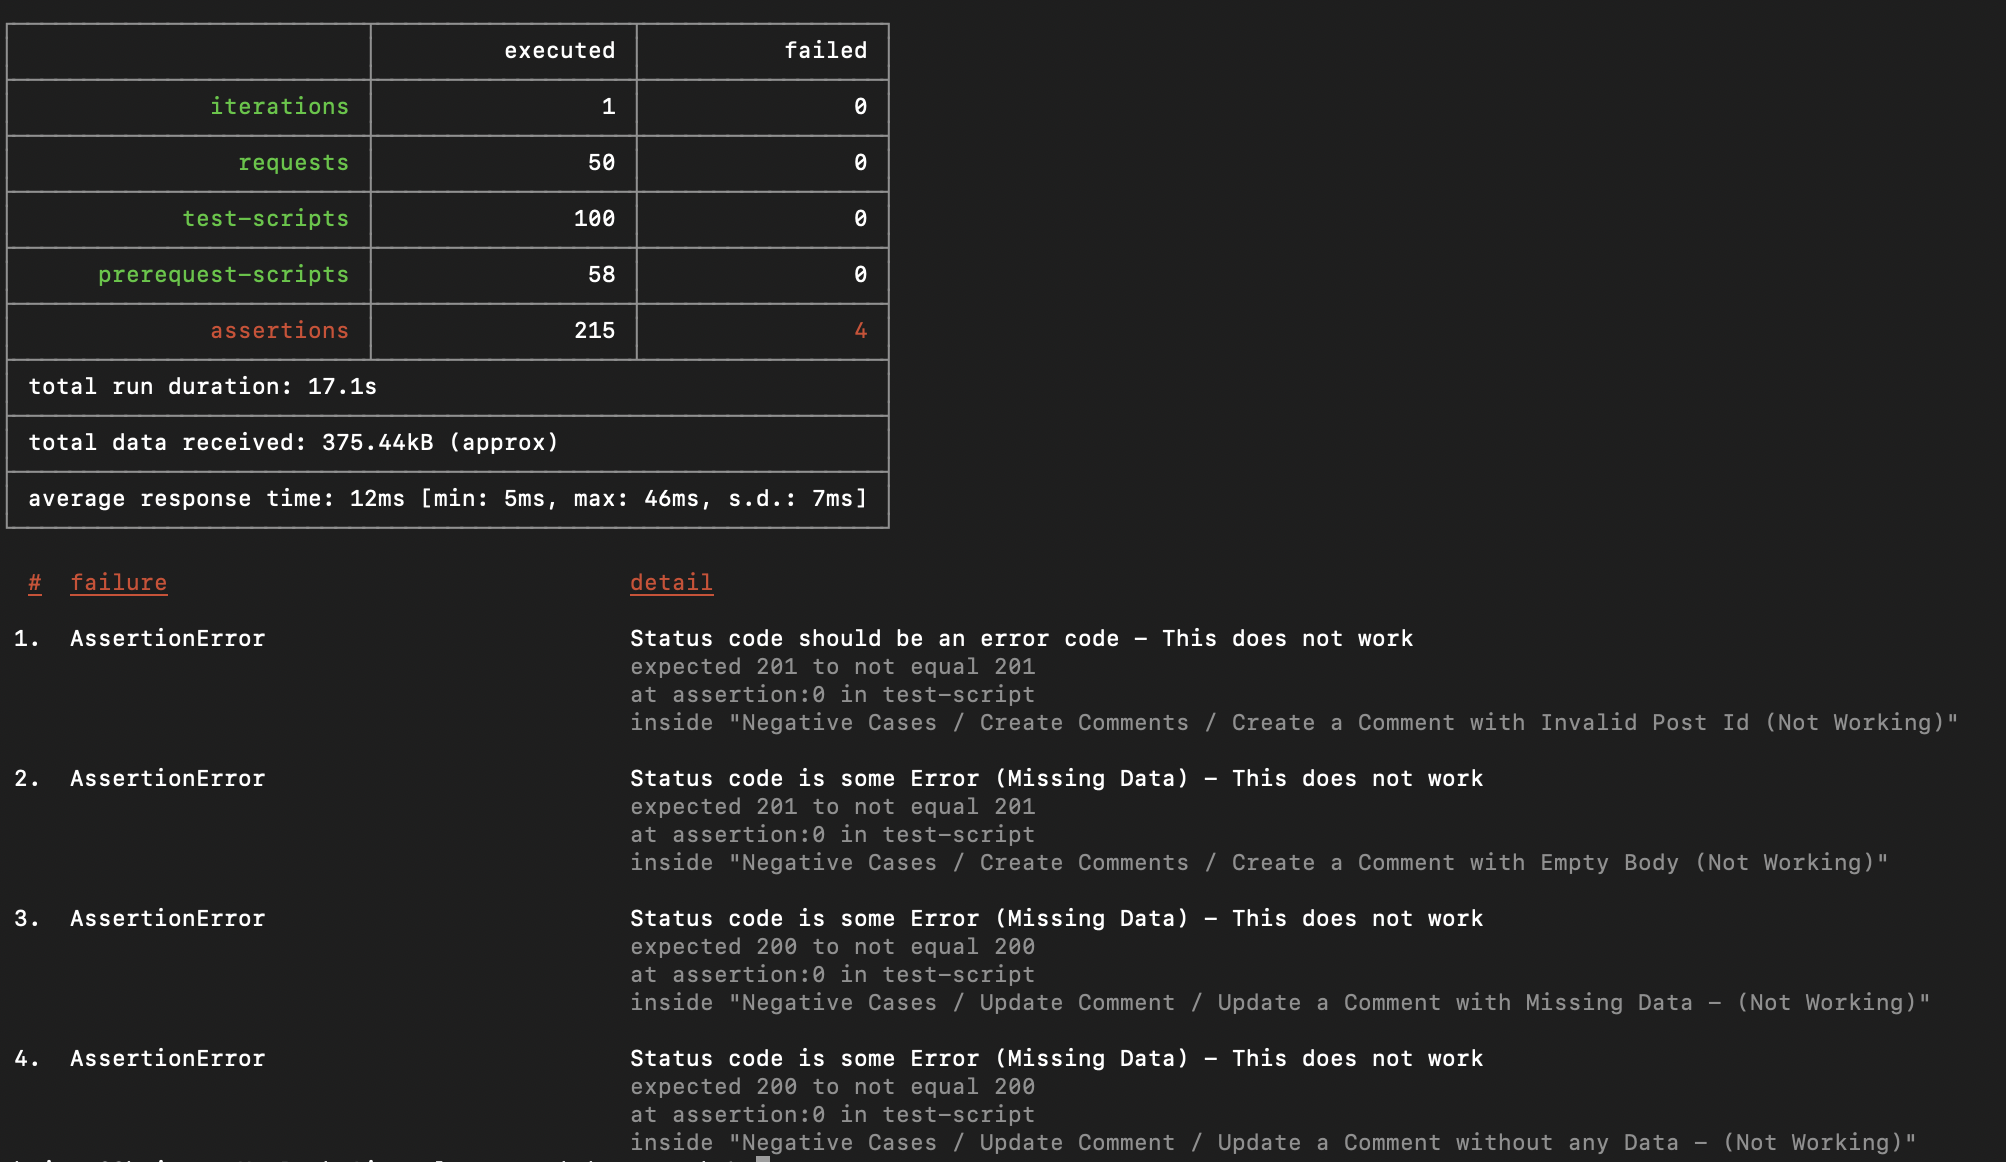 executed failed
iterations 1 0
requests 50 0
test-scripts 100 0
prerequest-scripts 58 0
assertions 215 4
total run duration: 17.1s
total data received: 375.44kB (approx)
average response time: 12ms [min: 5ms, max: 46ms, s.d.: 7ms]
# failure detail
1. AssertionError Status code should be an error code - This does not work
expected 201 to not equal 201
at assertion:0 in test-script
inside "Negative Cases / Create Comments / Create a Comment with Invalid Post Id (Not Working)"
2. AssertionError Status code is some Error (Missing Data) - This does not work
expected 201 to not equal 201
at assertion:0 in test-script
inside "Negative Cases / Create Comments / Create a Comment with Empty Body (Not Working)"
3. AssertionError Status code is some Error (Missing Data) - This does not work
expected 200 to not equal 200
at assertion:0 in test-script
inside "Negative Cases / Update Comment / Update a Comment with Missing Data - (Not Working)"
4. AssertionError Status code is some Error (Missing Data) - This does not work
expected 200 to not equal 200
at assertion:0 in test-script
inside "Negative Cases / Update Comment / Update a Comment without any Data - (Not Working)"